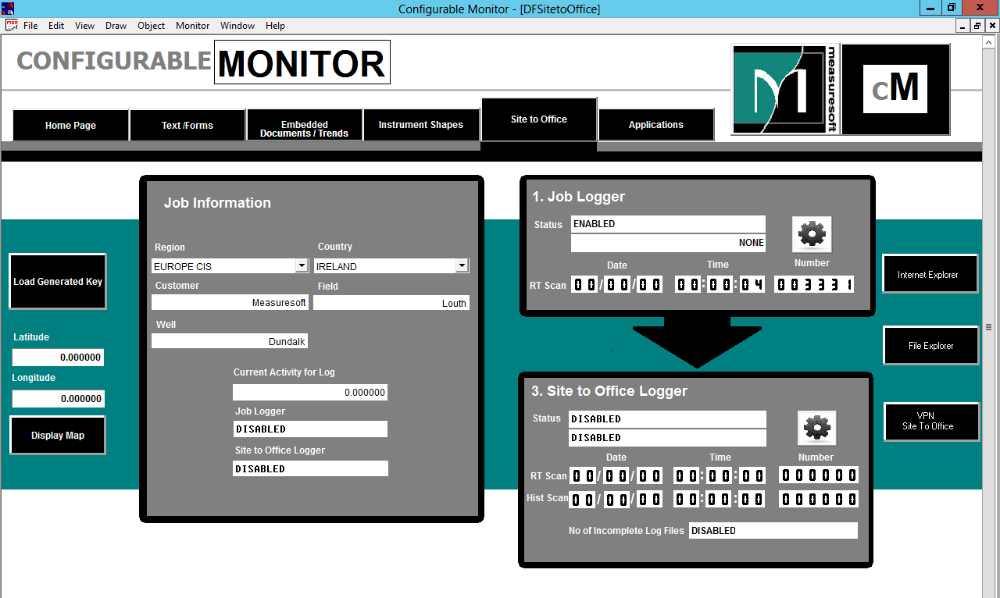 Configurable Monitor - [DFSitetoOffice]
File Edit View Draw Object Monitor Window Help
CONFIGURABLE MONITOR
measuresoft
cM
Home Page
Text /Forms
Embedded
Documents / Trends
Instrument Shapes
Site to Office
Applications
Load Generated Key
Latitude
0.000000
Longitude
0.000000
Display Map
Job Information
Region Country
EUROPE CIS IRELAND
Customer Field
Measuresoft Louth
Well
Dundalk
Current Activity for Log
0.000000
Job Logger
DISABLED
Site to Office Logger
DISABLED
1. Job Logger
Status ENABLED
NONE
Date Time Number
RT Scan 00/00/00 00:00:04 003331
3. Site to Office Logger
Status DISABLED
DISABLED
Date Time Number
RT Scan 00/00/00 00:00:00 000000
Hist Scan 00/00/00 00:00:00 000000
No of Incomplete Log Files DISABLED
Internet Explorer
File Explorer
VPN
Site To Office